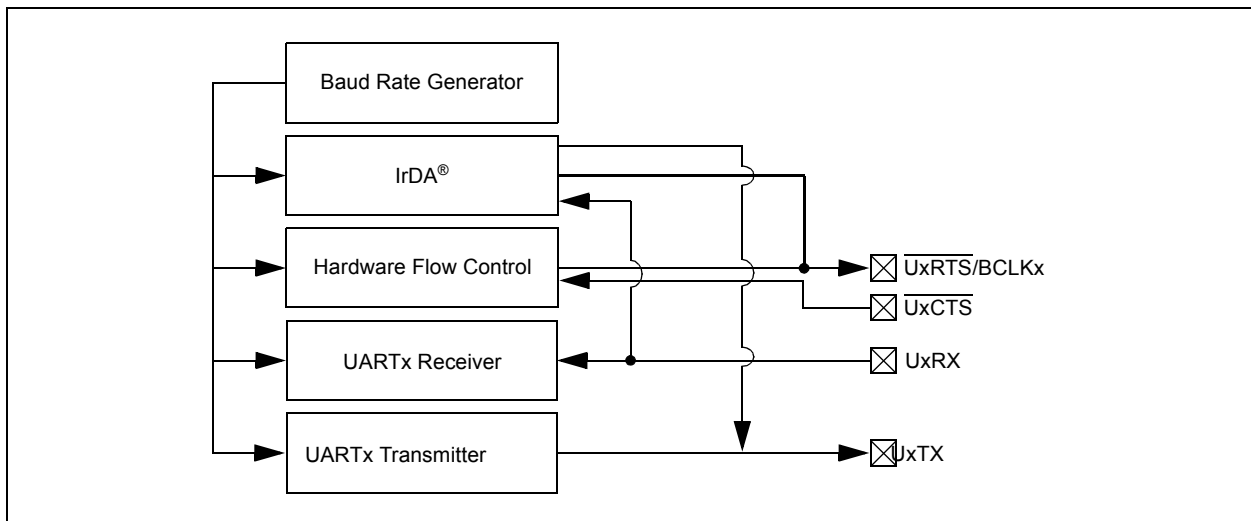 Baud Rate Generator
IrDA®
Hardware Flow Control
UxRTS/BCLKx
UxCTS
UARTx Receiver
UxRX
UARTx Transmitter
UxTX